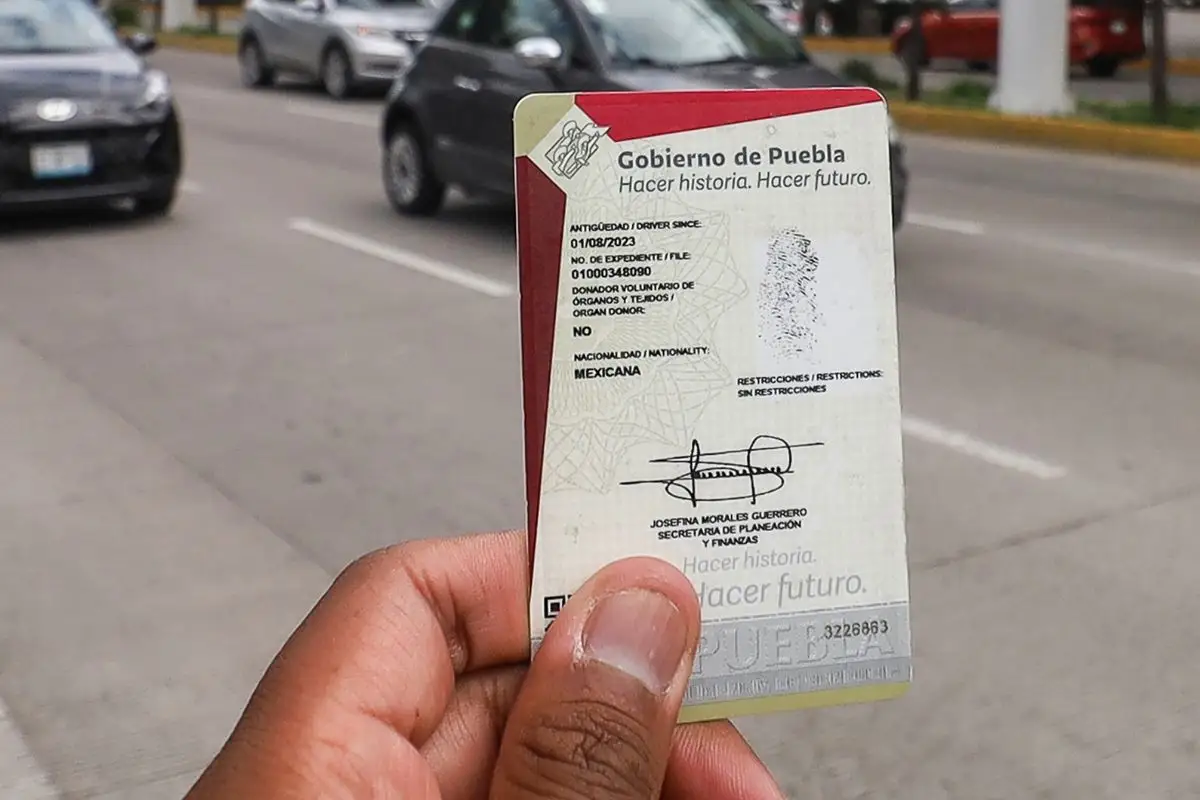 Gobierno de Puebla
Hacer historia. Hacer futuro.
ANTIGÜEDAD / DRIVER SINCE:
01/08/2023
NO. DE EXPEDIENTE / FILE:
01000348090
DONADOR VOLUNTARIO DE
ÓRGANOS Y TEJIDOS /
ORGAN DONOR:
NO
NACIONALIDAD / NATIONALITY:
MEXICANA
RESTRICCIONES / RESTRICTIONS:
SIN RESTRICCIONES
JOSEFINA MORALES GUERRERO
SECRETARIA DE PLANEACIÓN
Y FINANZAS
Hacer historia.
Hacer futuro.
3226863
PUEBLA